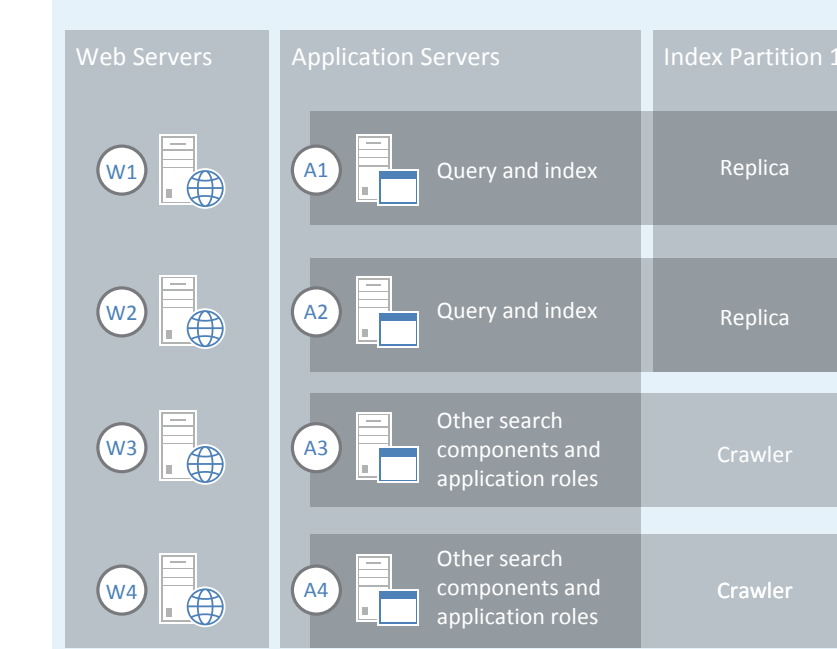 Web Servers
Application Servers
Index Partition 1
W1
A1
Query and index
Replica
W2
A2
Query and index
Replica
W3
A3
Other search
components and
application roles
Crawler
W4
A4
Other search
components and
application roles
Crawler